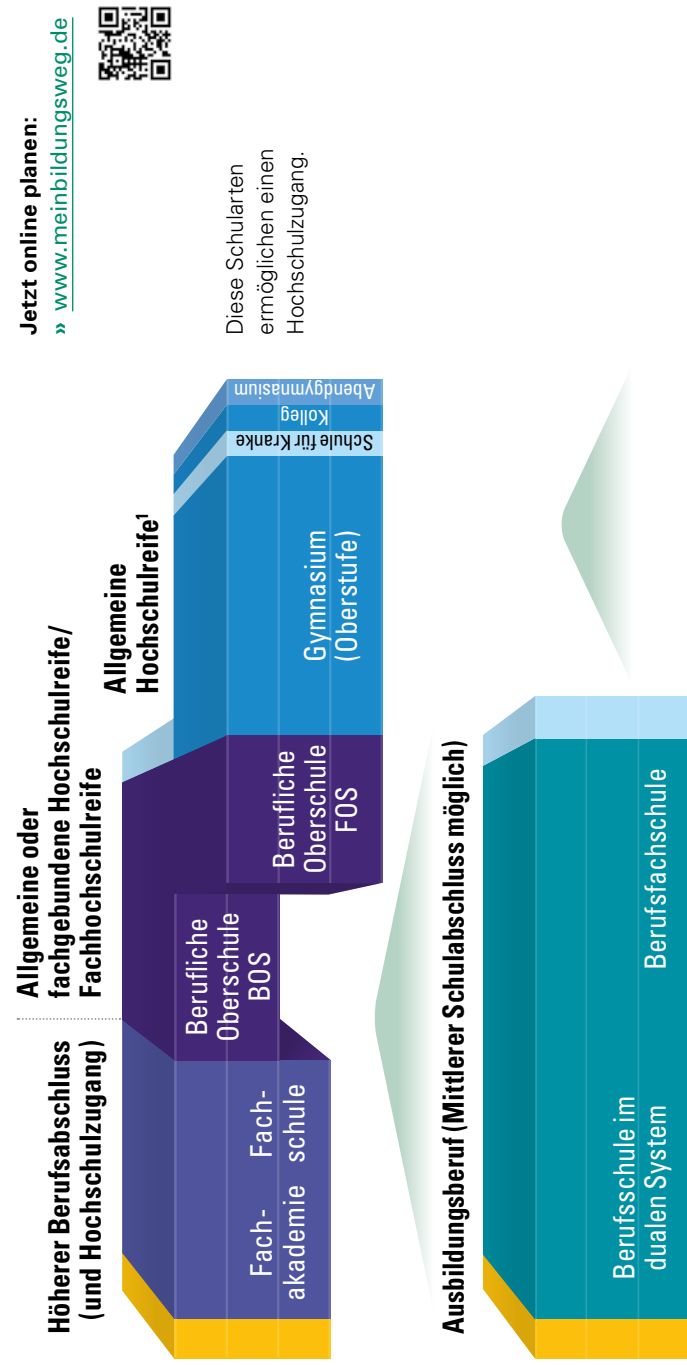 Jetzt online planen:
» www.meinbildungsweg.de
Höherer Berufsabschluss
(und Hochschulzugang)
Allgemeine oder
fachgebundene Hochschulreife/
Fachhochschulreife
Allgemeine
Hochschulreife¹
Fach-
akademie
Fach-
schule
Berufliche
Oberschule
BOS
Berufliche
Oberschule
FOS
Gymnasium
(Oberstufe)
Schule für Kranke
Kolleg
Abendgymnasium
Diese Schularten
ermöglichen einen
Hochschulzugang.
Ausbildungsberuf (Mittlerer Schulabschluss möglich)
Berufsschule im
dualen System
Berufsfachschule